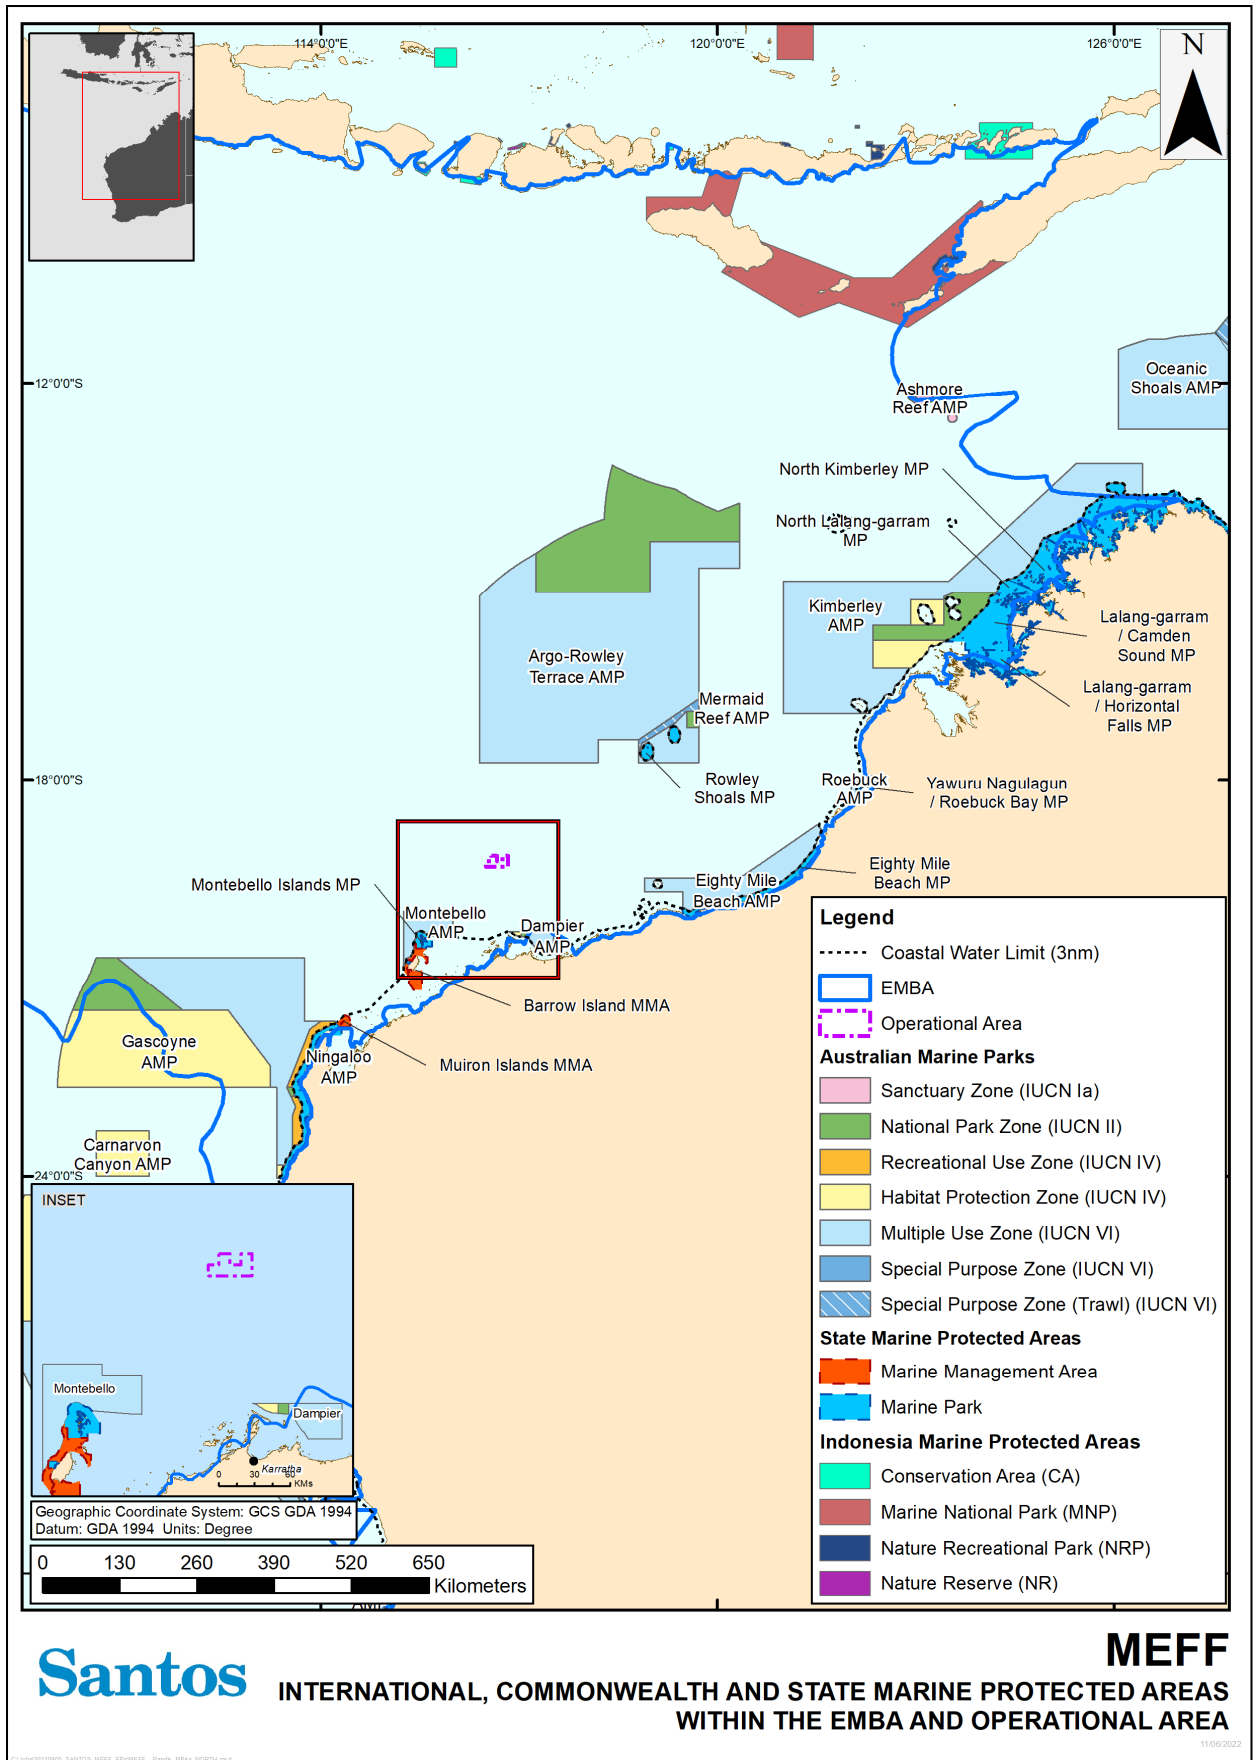 114°0'0"E
120°0'0"E
126°0'0"E
N
12°0'0"S
Oceanic
Shoals AMP
Ashmore
Reef AMP
North Kimberley MP
North Lalang-garram
MP
Kimberley
AMP
Lalang-garram
/ Camden
Sound MP
Argo-Rowley
Terrace AMP
Lalang-garram
/ Horizontal
Falls MP
Mermaid
Reef AMP
18°0'0"S
Rowley
Shoals MP
Roebuck
AMP
Yawuru Nagulagun
/ Roebuck Bay MP
Eighty Mile
Beach MP
Eighty Mile
Beach AMP
Montebello Islands MP
Montebello
AMP
Dampier
AMP
Barrow Island MMA
Gascoyne
AMP
Ningaloo
AMP
Muiron Islands MMA
Carnarvon
Canyon AMP
24°0'0"S
INSET
Montebello
Dampier
Karratha
0 30 60
KMs
Geographic Coordinate System: GCS GDA 1994
Datum: GDA 1994 Units: Degree
0 130 260 390 520 650
Kilometers
Legend
Coastal Water Limit (3nm)
EMBA
Operational Area
Australian Marine Parks
Sanctuary Zone (IUCN Ia)
National Park Zone (IUCN II)
Recreational Use Zone (IUCN IV)
Habitat Protection Zone (IUCN IV)
Multiple Use Zone (IUCN VI)
Special Purpose Zone (IUCN VI)
Special Purpose Zone (Trawl) (IUCN VI)
State Marine Protected Areas
Marine Management Area
Marine Park
Indonesia Marine Protected Areas
Conservation Area (CA)
Marine National Park (MNP)
Nature Recreational Park (NRP)
Nature Reserve (NR)
Santos
MEFF
INTERNATIONAL, COMMONWEALTH AND STATE MARINE PROTECTED AREAS
WITHIN THE EMBA AND OPERATIONAL AREA
11/06/2022